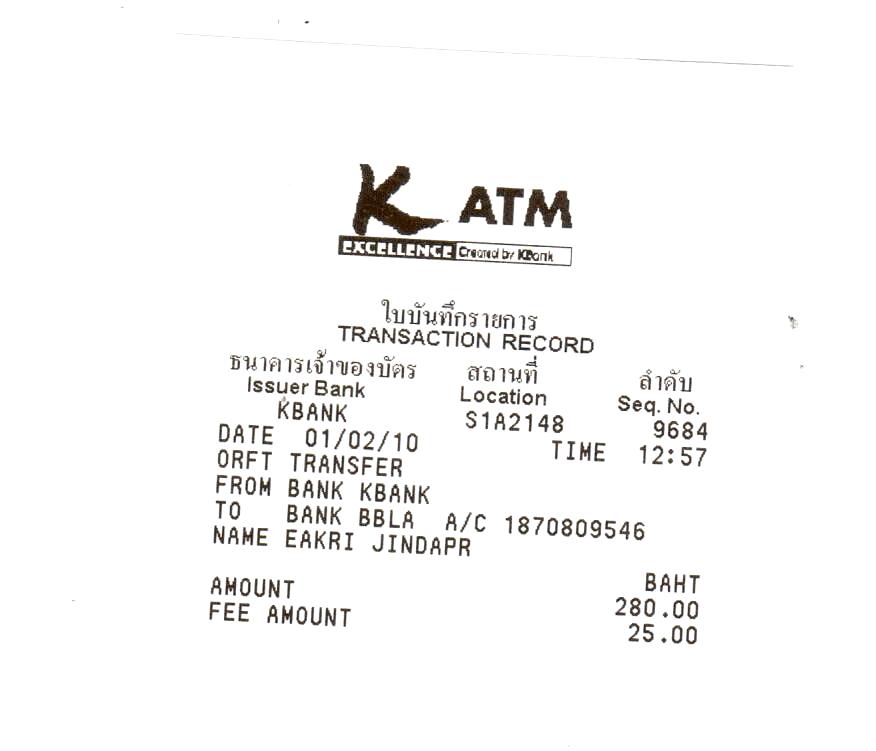 K ATM
EXCELLENCE Created by KBank
ใบบันทึกรายการ
TRANSACTION RECORD
ธนาคารเจ้าของบัตร สถานที่ ลำดับ
Issuer Bank Location Seq. No.
KBANK S1A2148 9684
DATE 01/02/10 TIME 12:57
ORFT TRANSFER
FROM BANK KBANK
TO BANK BBLA A/C 1870809546
NAME EAKRI JINDAPR
BAHT
AMOUNT 280.00
FEE AMOUNT 25.00